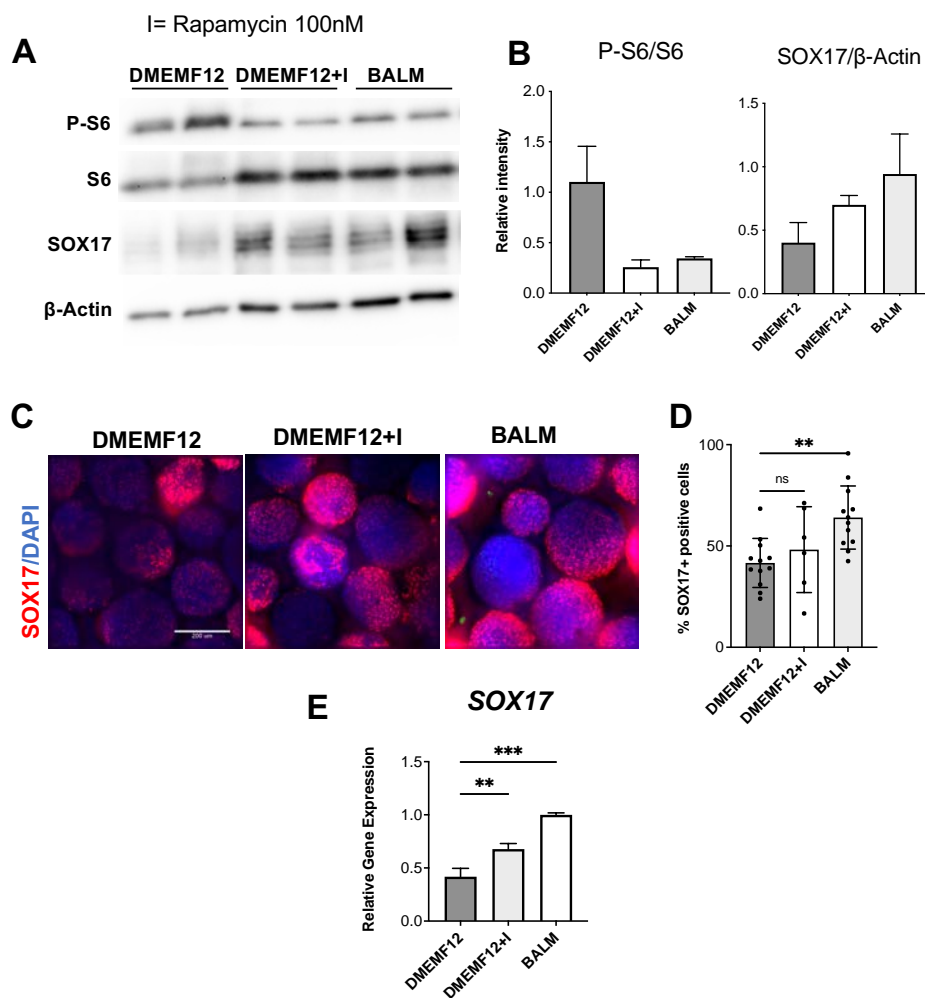 I= Rapamycin 100nM
A
DMEMF12 DMEMF12+I BALM
P-S6
S6
SOX17
β-Actin
B
P-S6/S6
Relative intensity
2.0
1.5
1.0
0.5
0.0
DMEMF12
DMEMF12+I
BALM
SOX17/β-Actin
1.5
1.0
0.5
0.0
DMEMF12
DMEMF12+I
BALM
C
DMEMF12 DMEMF12+I BALM
SOX17/DAPI
200 um
D
% SOX17+ positive cells
100
50
0
**
ns
DMEMF12
DMEMF12+I
BALM
E
SOX17
Relative Gene Expression
1.5
1.0
0.5
0.0
***
**
DMEMF12
DMEMF12+I
BALM